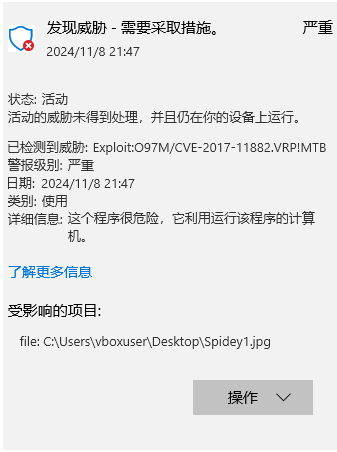 发现威胁 - 需要采取措施。 严重
2024/11/8 21:47
状态: 活动
活动的威胁未得到处理，并且仍在你的设备上运行。
已检测到威胁: Exploit:O97M/CVE-2017-11882.VRP!MTB
警报级别: 严重
日期: 2024/11/8 21:47
类别: 使用
详细信息: 这个程序很危险，它利用运行该程序的计算
机。
了解更多信息
受影响的项目:
file: C:\Users\vboxuser\Desktop\Spidey1.jpg
操作